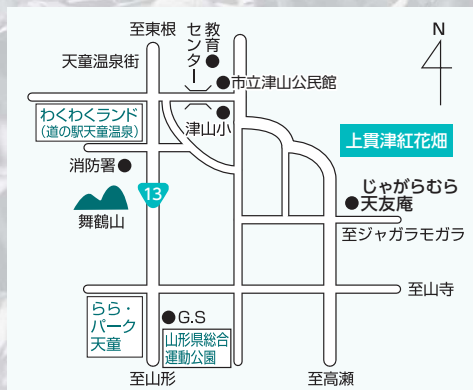 至東根
教育
センター
N
天童温泉街
市立津山公民館
わくわくランド
(道の駅天童温泉)
津山小
上貫津紅花畑
消防署
じゃがらむら
天友庵
13
舞鶴山
至ジャガラモガラ
至山寺
らら・
パーク
天童
G.S
山形県総合
運動公園
至山形
至高瀬